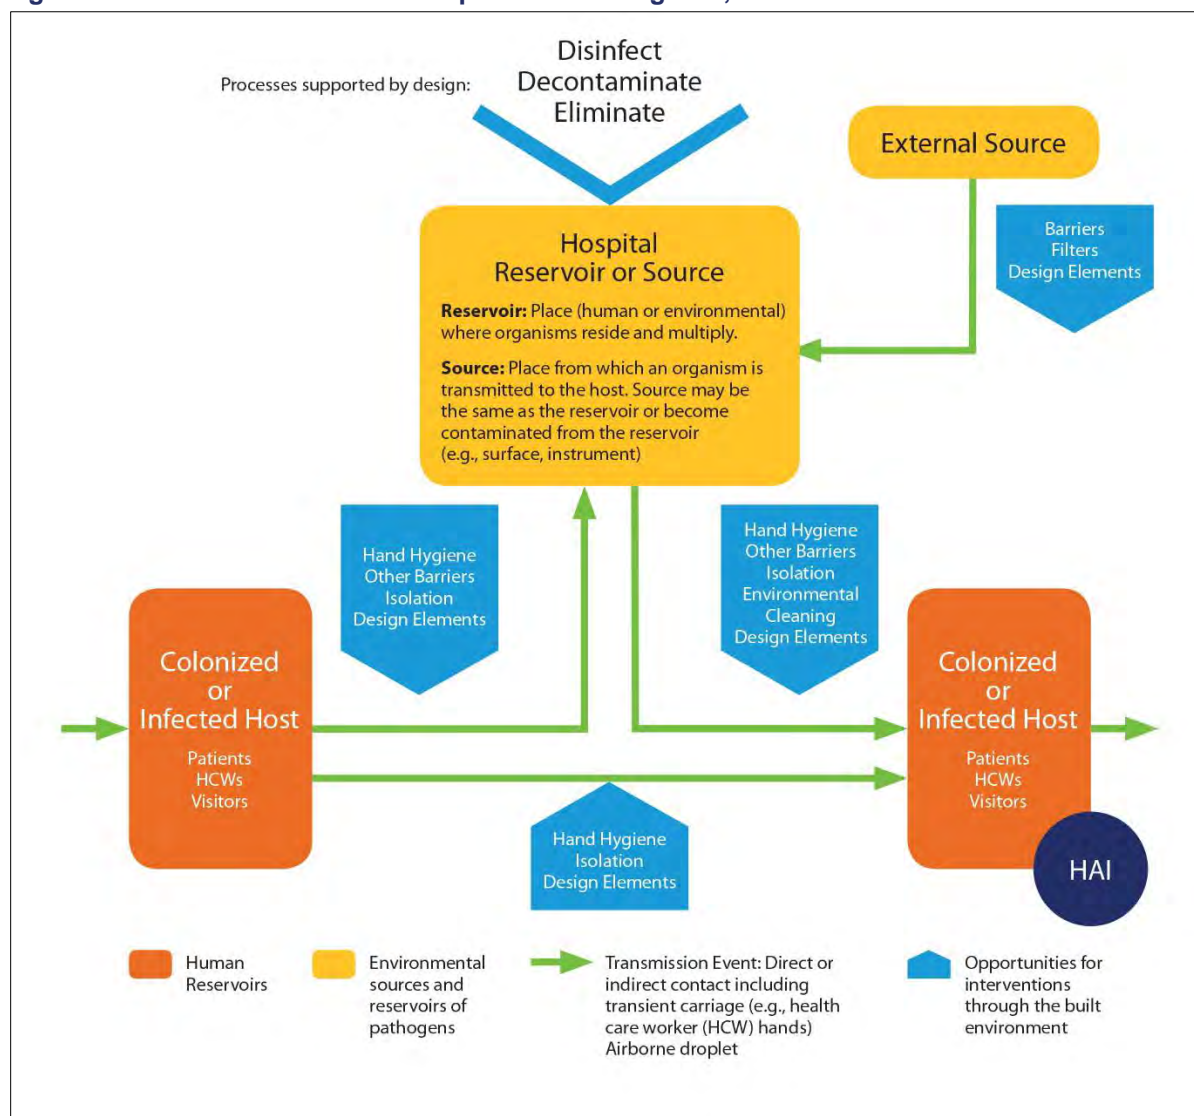 Processes supported by design:
Disinfect
Decontaminate
Eliminate
External Source
Barriers
Filters
Design Elements
Hospital
Reservoir or Source
Reservoir: Place (human or environmental)
where organisms reside and multiply.
Source: Place from which an organism is
transmitted to the host. Source may be
the same as the reservoir or become
contaminated from the reservoir
(e.g., surface, instrument)
Hand Hygiene
Other Barriers
Isolation
Design Elements
Hand Hygiene
Other Barriers
Isolation
Environmental
Cleaning
Design Elements
Colonized
or
Infected Host
Patients
HCWs
Visitors
Colonized
or
Infected Host
Patients
HCWs
Visitors
Hand Hygiene
Isolation
Design Elements
HAI
Human
Reservoirs
Environmental
sources and
reservoirs of
pathogens
Transmission Event: Direct or
indirect contact including
transient carriage (e.g., health
care worker (HCW) hands)
Airborne droplet
Opportunities for
interventions
through the built
environment